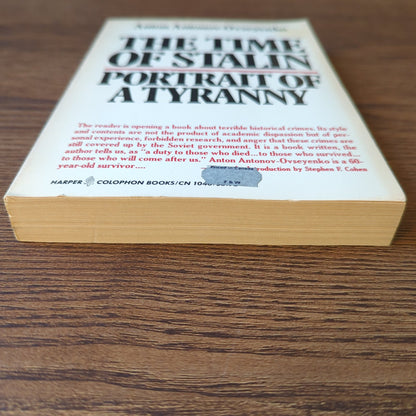 Anton Antonov-Ovseyenko
THE TIME
OF STALIN
PORTRAIT OF
A TYRANNY
The reader is opening a book about terrible historical crimes. Its style
and contents are not the product of academic dispassion but of per-
sonal experience, forbidden research, and anger that these crimes are
still covered up by the Soviet government. It is a book written, the
author tells us, as "a duty to those who died...to those who survived...
to those who will come after us." Anton Antonov-Ovseyenko is a 60-
year-old survivor.... From the Introduction by Stephen F. Cohen
HARPER COLOPHON BOOKS/CN 1040